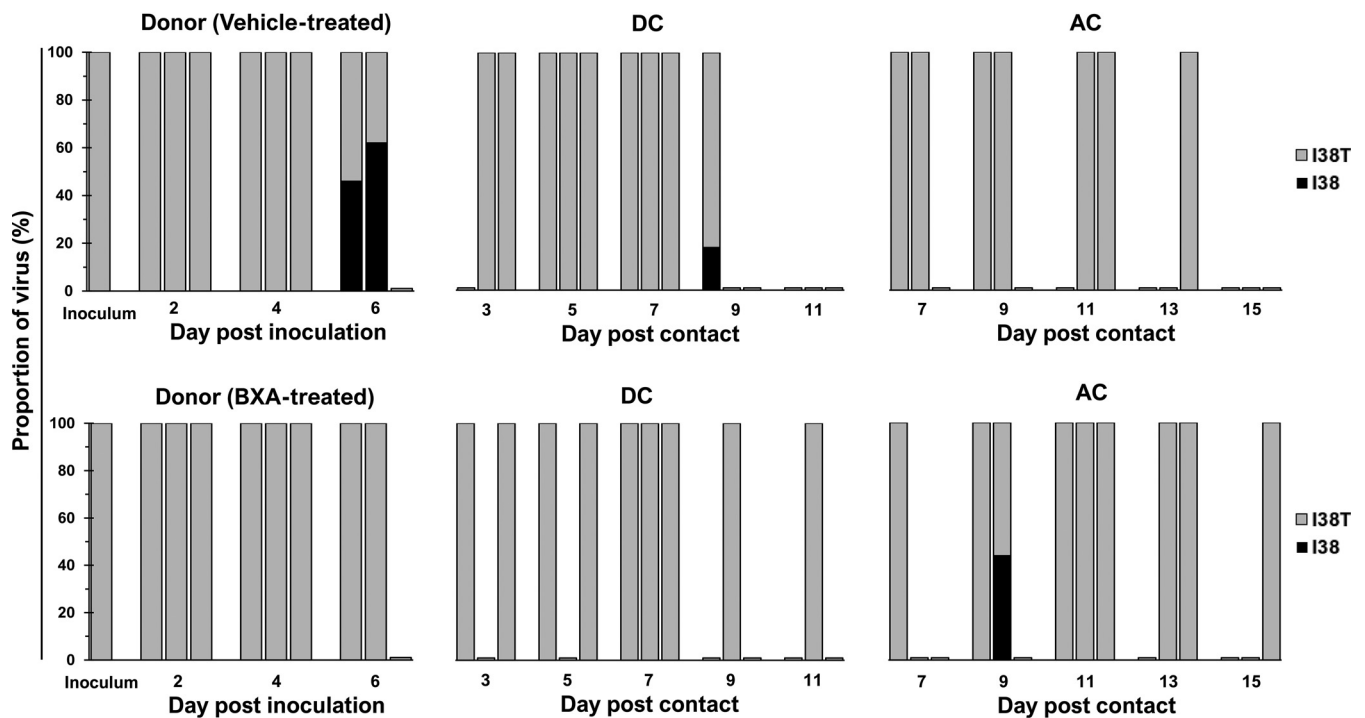 Proportion of virus (%)
Donor (Vehicle-treated)
100
80
60
40
20
0
Inoculum 2 4 6
Day post inoculation
DC
3 5 7 9 11
Day post contact
AC
7 9 11 13 15
Day post contact
I38T
I38
Donor (BXA-treated)
100
80
60
40
20
0
Inoculum 2 4 6
Day post inoculation
DC
3 5 7 9 11
Day post contact
AC
7 9 11 13 15
Day post contact
I38T
I38